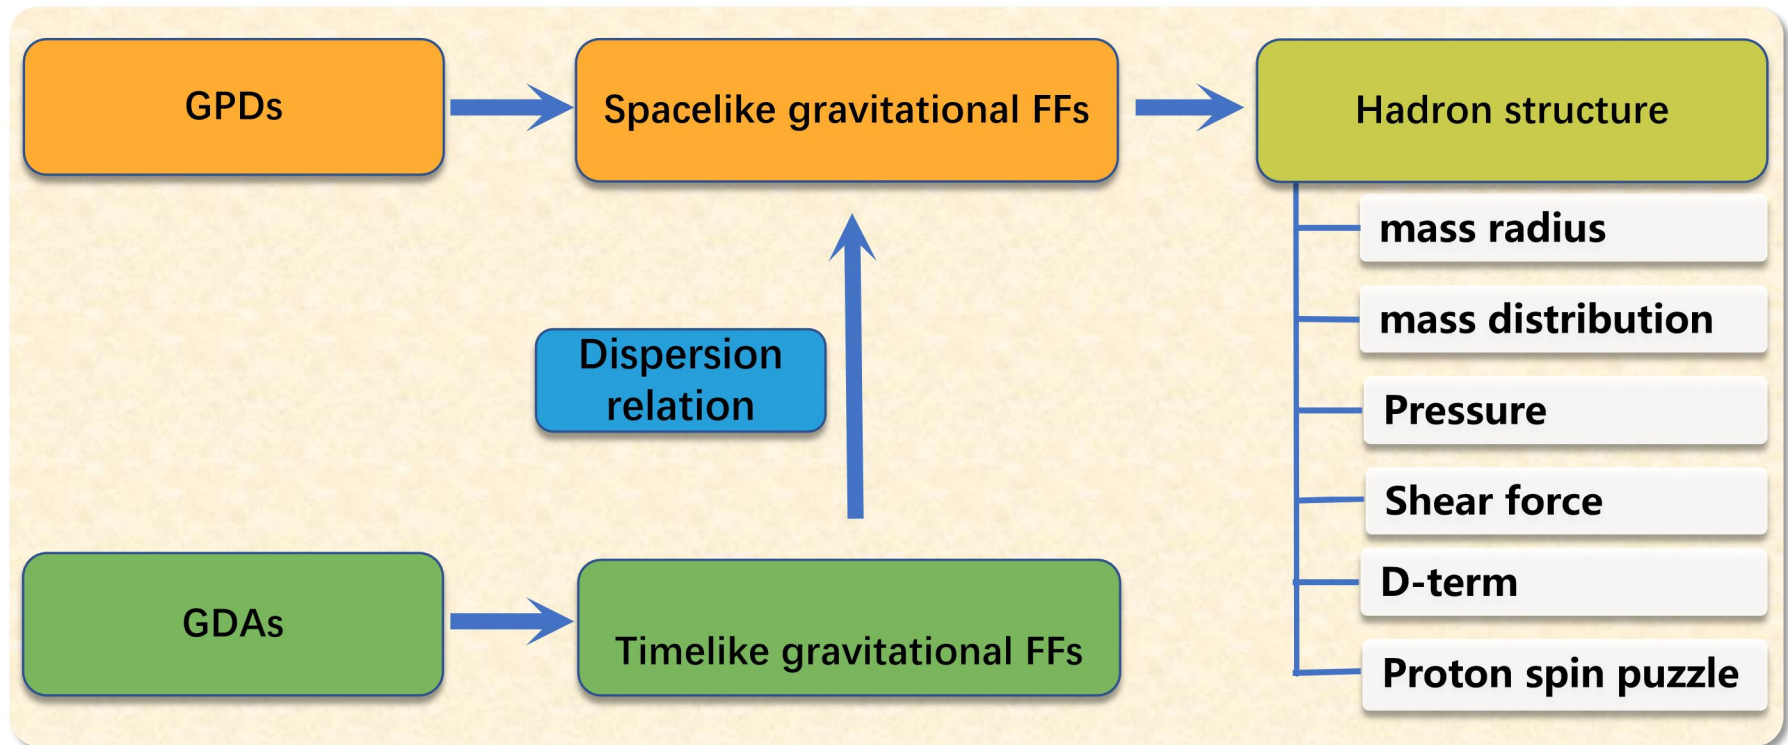 GPDs
Spacelike gravitational FFs
Hadron structure
mass radius
mass distribution
Pressure
Shear force
D-term
Proton spin puzzle
Dispersion
relation
GDAs
Timelike gravitational FFs